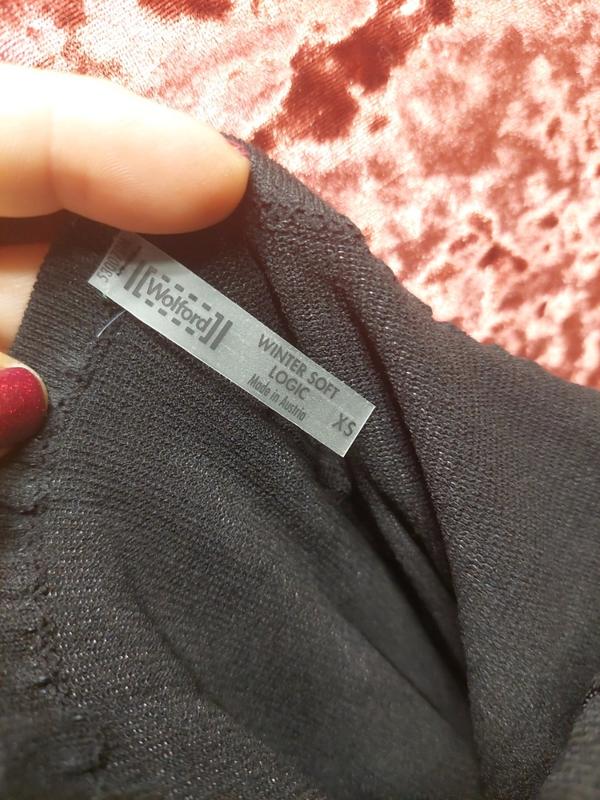 Wolford
WINTER SOFT
LOGIC
Made in Austria
XS